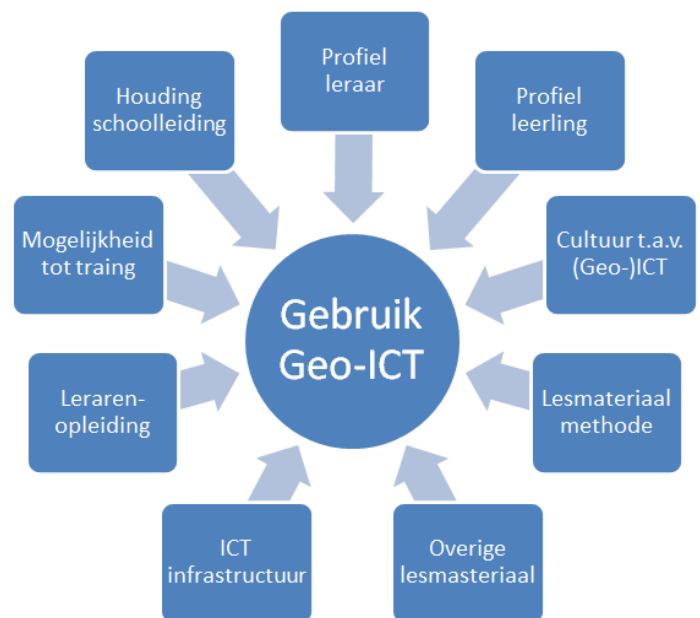 Profiel
leraar
Profiel
leerling
Cultuur t.a.v.
(Geo-)ICT
Lesmateriaal
methode
Overige
lesmasteriaal
ICT
infrastructuur
Leraren-
opleiding
Mogelijkheid
tot traing
Houding
schoolleiding
Gebruik
Geo-ICT